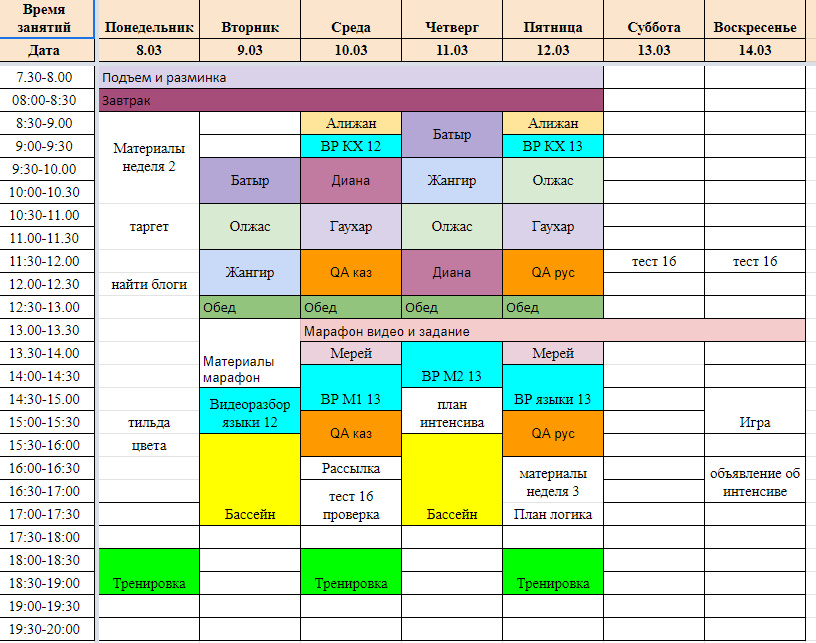 Время занятий Понедельник Вторник Среда Четверг Пятница Суббота Воскресенье
Дата 8.03 9.03 10.03 11.03 12.03 13.03 14.03
7.30-8.00 Подъем и разминка
08:00-8:30 Завтрак
8:30-9.00 Алижан Батыр Алижан
9:00-9:30 Материалы неделя 2 ВР КХ 12 ВР КХ 13
9:30-10.00 Батыр Диана Жангир Олжас
10:00-10.30
10:30-11.00 таргет Олжас Гаухар Олжас Гаухар
11.00-11.30
11:30-12.00 Жангир QA каз Диана QA рус тест 16 тест 16
12.00-12.30 найти блоги
12:30-13.00 Обед Обед Обед Обед
13.00-13.30 Марафон видео и задание
13.30-14.00 Материалы марафон Мерей Мерей
14:00-14:30 ВР М2 13
14:30-15.00 Видеоразбор языки 12 ВР М1 13 план интенсива ВР языки 13
15:00-15:30 тильда QA каз QA рус Игра
15:30-16:00 цвета
16:00-16:30 Рассылка материалы неделя 3 объявление об интенсиве
16:30-17:00 тест 16 проверка
17:00-17:30 Бассейн Бассейн План логика
17:30-18:00
18:00-18:30
18:30-19:00 Тренировка Тренировка Тренировка
19:00-19:30
19:30-20:00